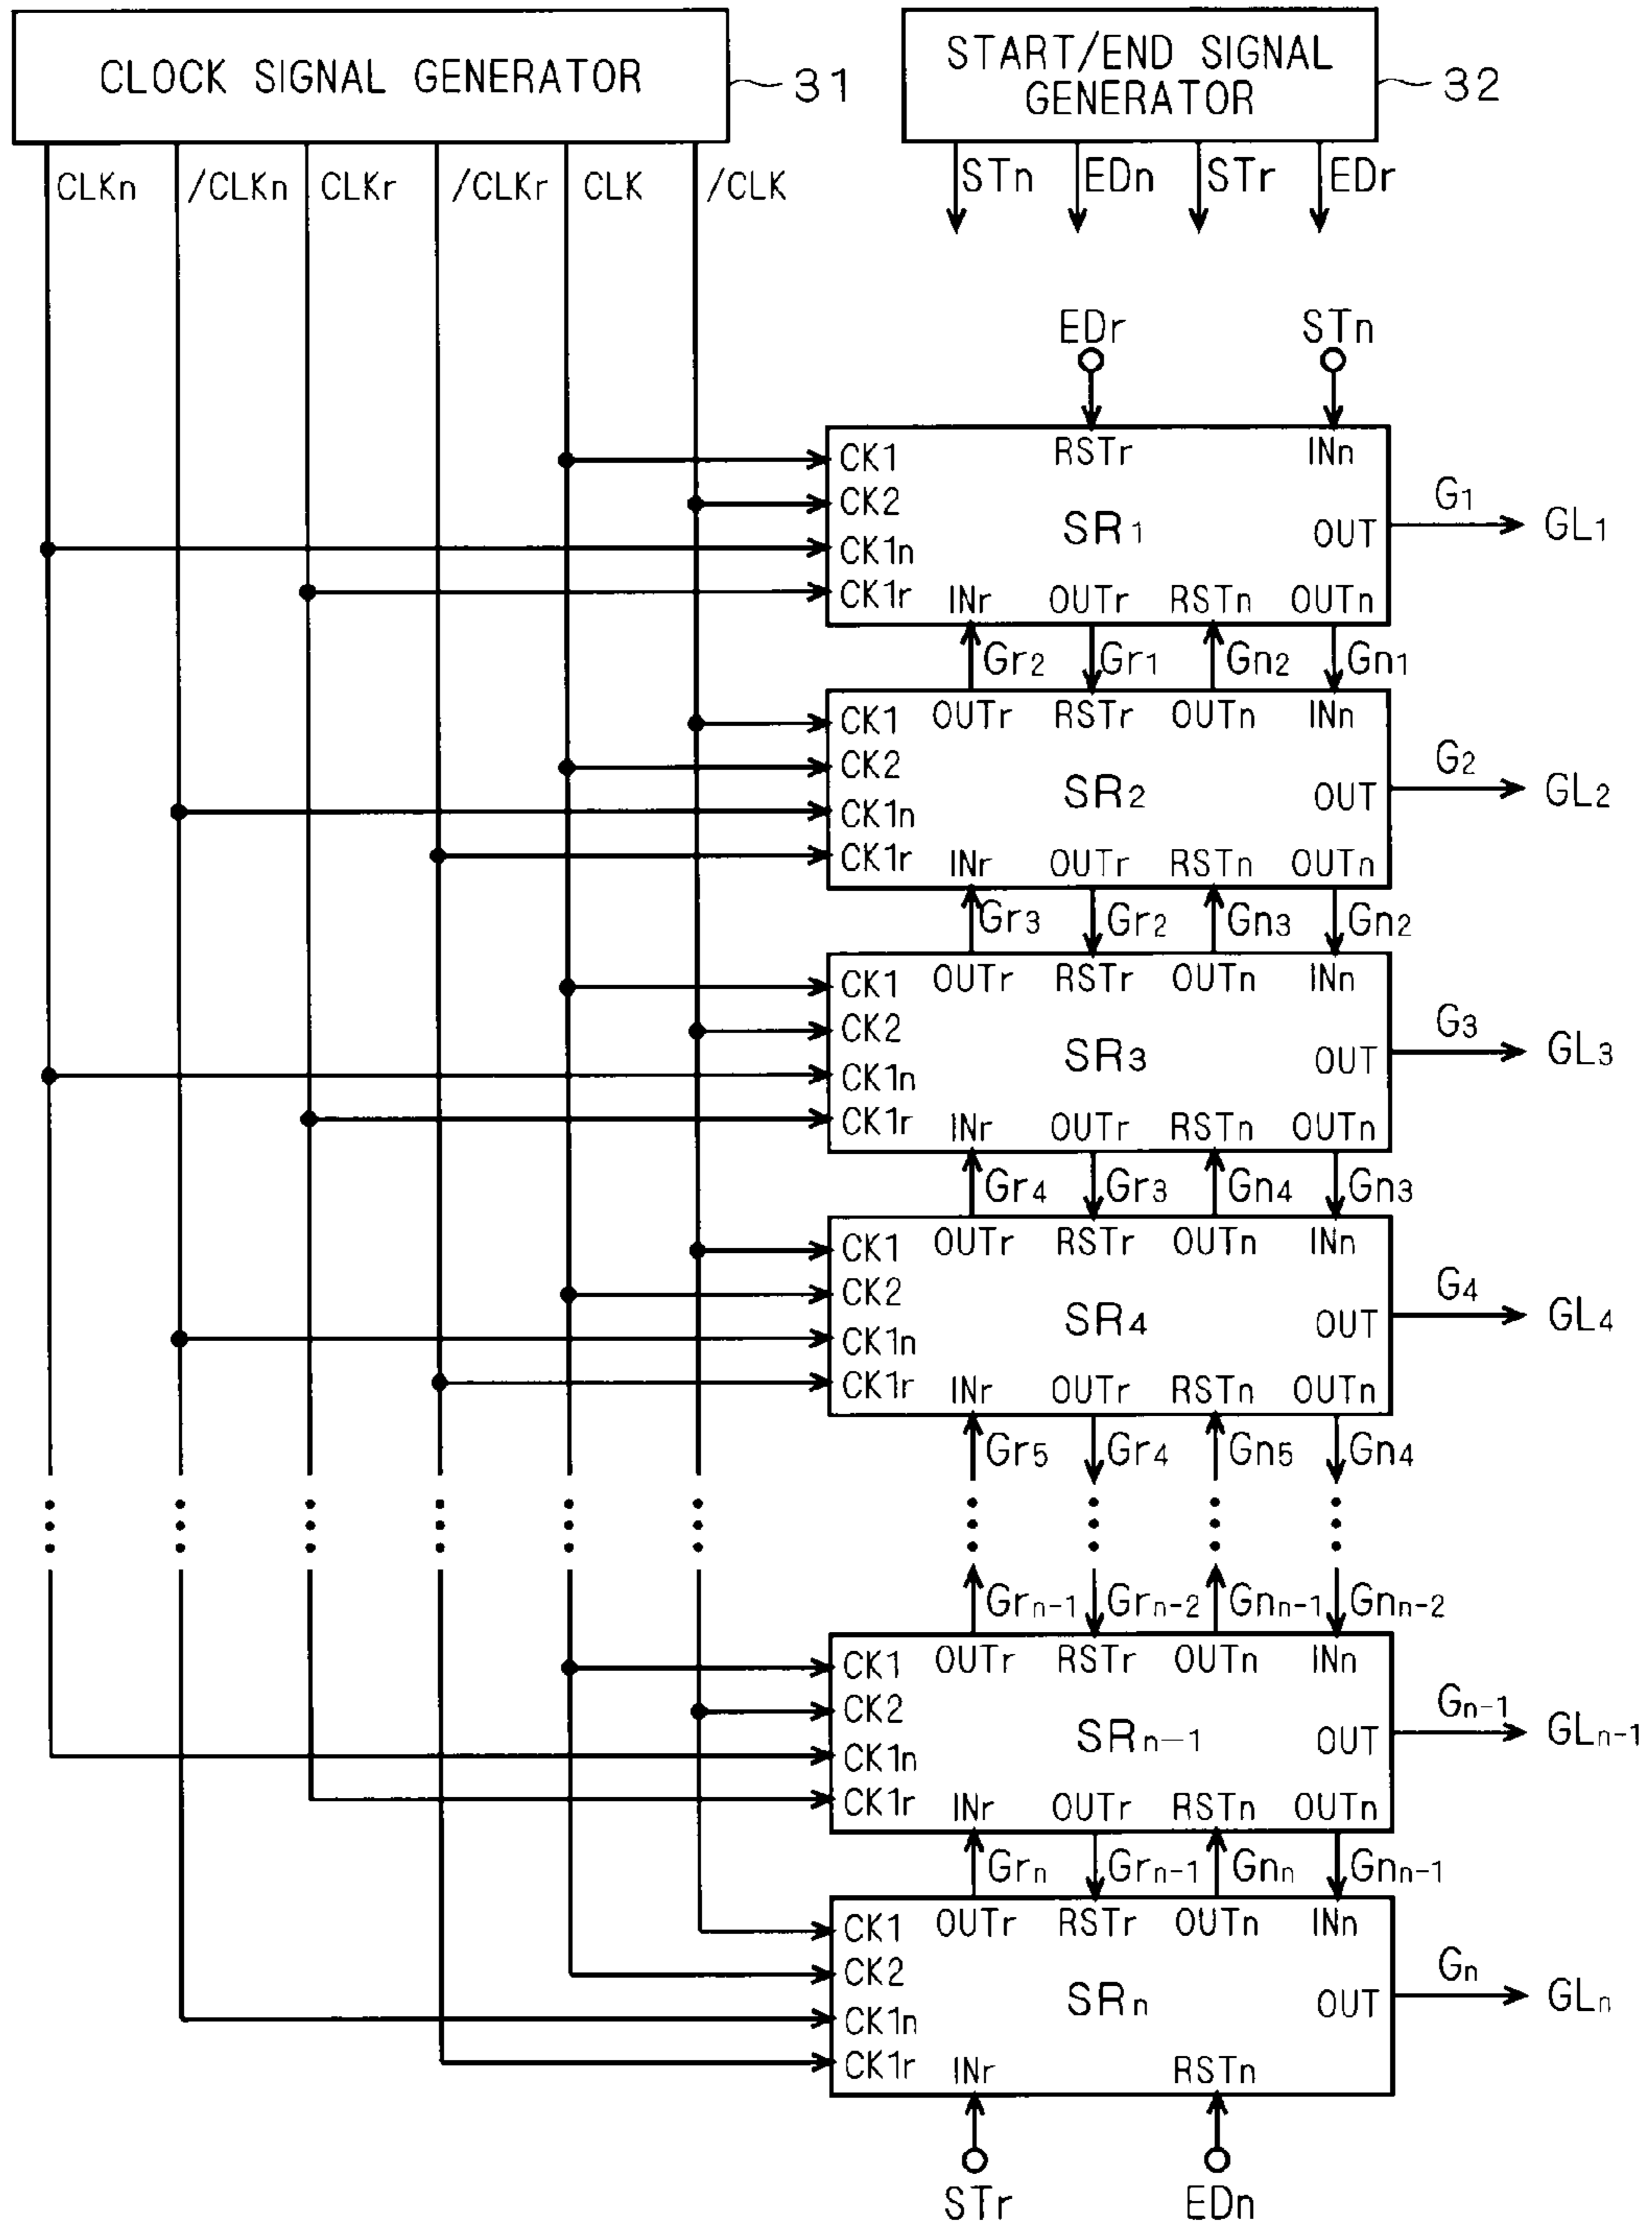 CLOCK SIGNAL GENERATOR
31
START/END SIGNAL
GENERATOR
32
CLKn /CLKn CLKr /CLKr CLK /CLK
STn EDn STr EDr
EDr STn
CK1 RSTr INn
CK2
SR1 OUT G1 GL1
CK1n
CK1r INr OUTr RSTn OUTn
Gr2 Gr1 Gn2 Gn1
CK1 OUTr RSTr OUTn INn
CK2
SR2 OUT G2 GL2
CK1n
CK1r INr OUTr RSTn OUTn
Gr3 Gr2 Gn3 Gn2
CK1 OUTr RSTr OUTn INn
CK2
SR3 OUT G3 GL3
CK1n
CK1r INr OUTr RSTn OUTn
Gr4 Gr3 Gn4 Gn3
CK1 OUTr RSTr OUTn INn
CK2
SR4 OUT G4 GL4
CK1n
CK1r INr OUTr RSTn OUTn
Gr5 Gr4 Gn5 Gn4
Grn-1 Grn-2 Gnn-1 Gnn-2
CK1 OUTr RSTr OUTn INn
CK2
SRn-1 OUT Gn-1 GLn-1
CK1n
CK1r INr OUTr RSTn OUTn
Grn Grn-1 Gnn Gnn-1
CK1 OUTr RSTr OUTn INn
CK2
SRn OUT Gn GLn
CK1n
CK1r INr RSTn
STr EDn